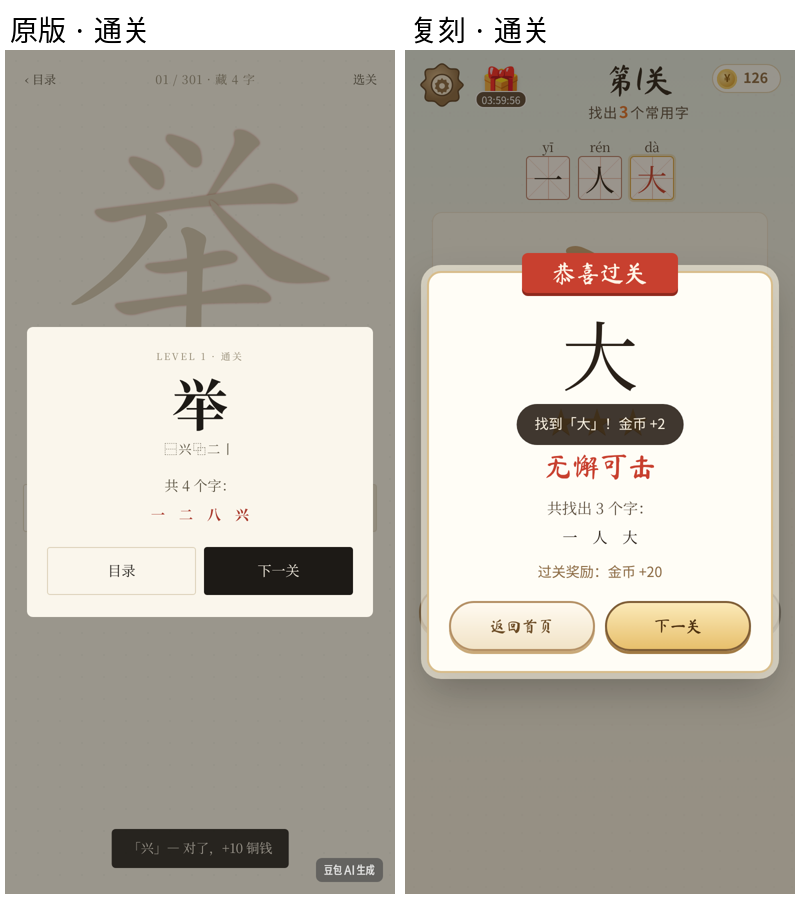 原版 · 通关
‹ 目录
01 / 301 · 藏 4 字
选关
举
LEVEL 1 · 通关
举
⿱兴⿻二丨
共 4 个字：
一 二 八 兴
目录
下一关
「兴」— 对了，+10 铜钱
豆包 AI 生成
复刻 · 通关
03:59:56
第1关
找出3个常用字
¥ 126
yī rén dà
一 人 大
恭喜过关
大
找到「大」！金币 +2
无懈可击
共找出 3 个字：
一 人 大
过关奖励：金币 +20
返回首页
下一关